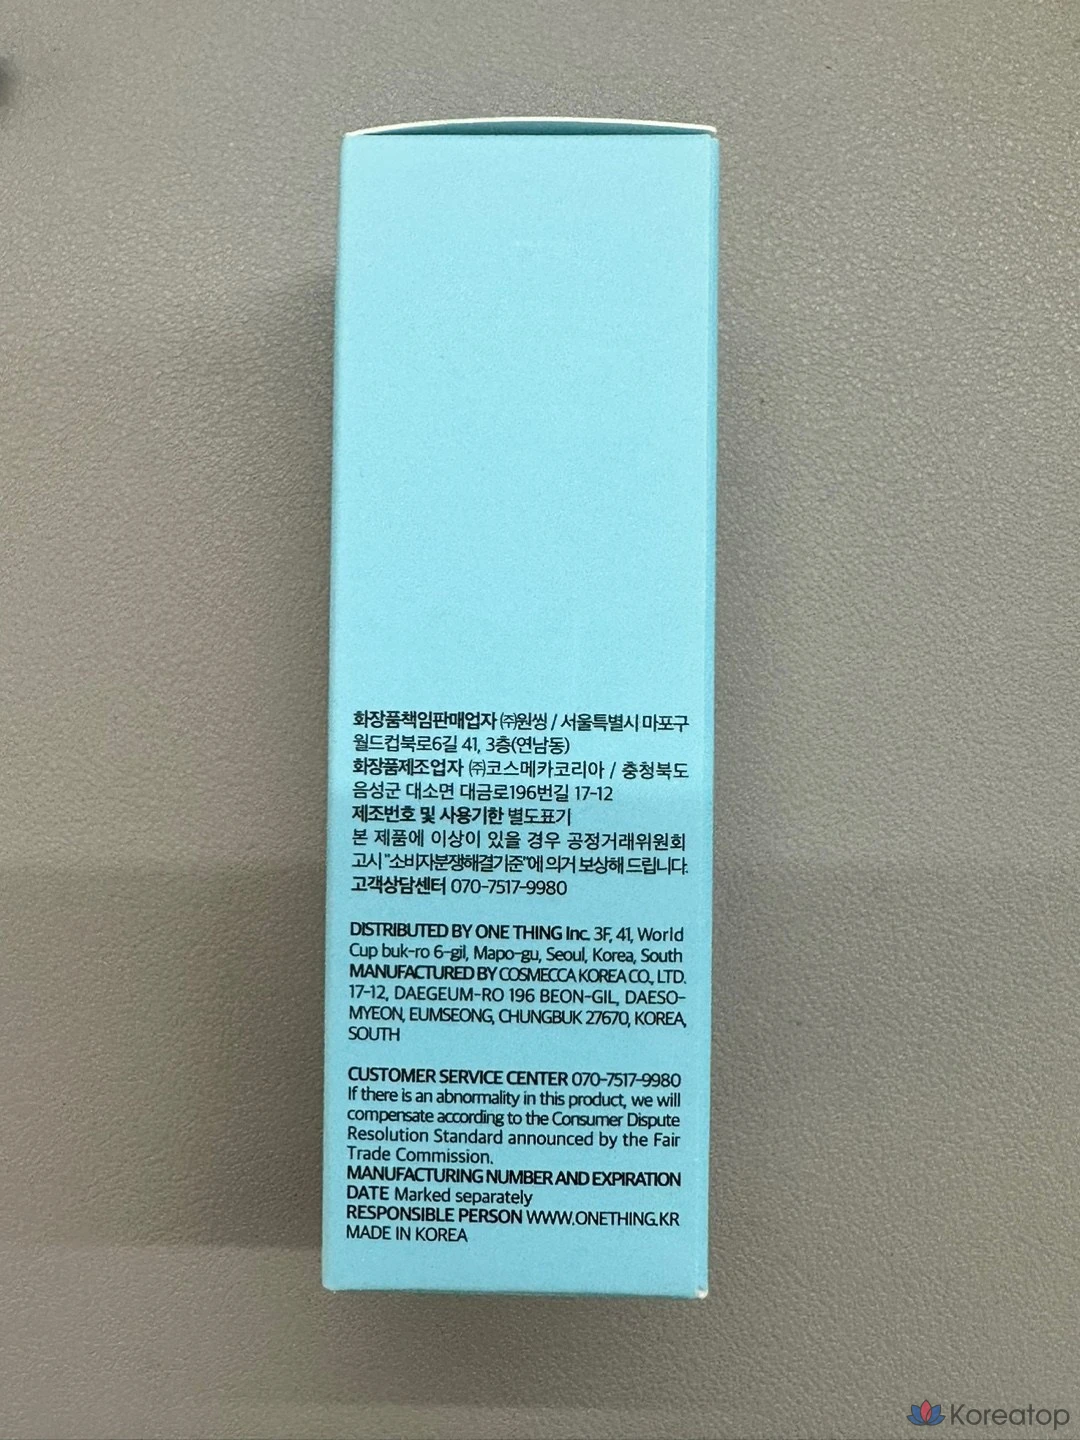 화장품책임판매업자 ㈜원씽 / 서울특별시 마포구
월드컵북로6길 41, 3층(연남동)
화장품제조업자 ㈜코스메카코리아 / 충청북도
음성군 대소면 대금로196번길 17-12
제조번호 및 사용기한 별도표기
본 제품에 이상이 있을 경우 공정거래위원회
고시 "소비자분쟁해결기준"에 의거 보상해 드립니다.
고객상담센터 070-7517-9980
DISTRIBUTED BY ONE THING Inc. 3F, 41, World
Cup buk-ro 6-gil, Mapo-gu, Seoul, Korea, South
MANUFACTURED BY COSMECCA KOREA CO., LTD.
17-12, DAEGEUM-RO 196 BEON-GIL, DAESO-
MYEON, EUMSEONG, CHUNGBUK 27670, KOREA,
SOUTH
CUSTOMER SERVICE CENTER 070-7517-9980
If there is an abnormality in this product, we will
compensate according to the Consumer Dispute
Resolution Standard announced by the Fair
Trade Commission.
MANUFACTURING NUMBER AND EXPIRATION
DATE Marked separately
RESPONSIBLE PERSON WWW.ONETHING.KR
MADE IN KOREA
Koreatop